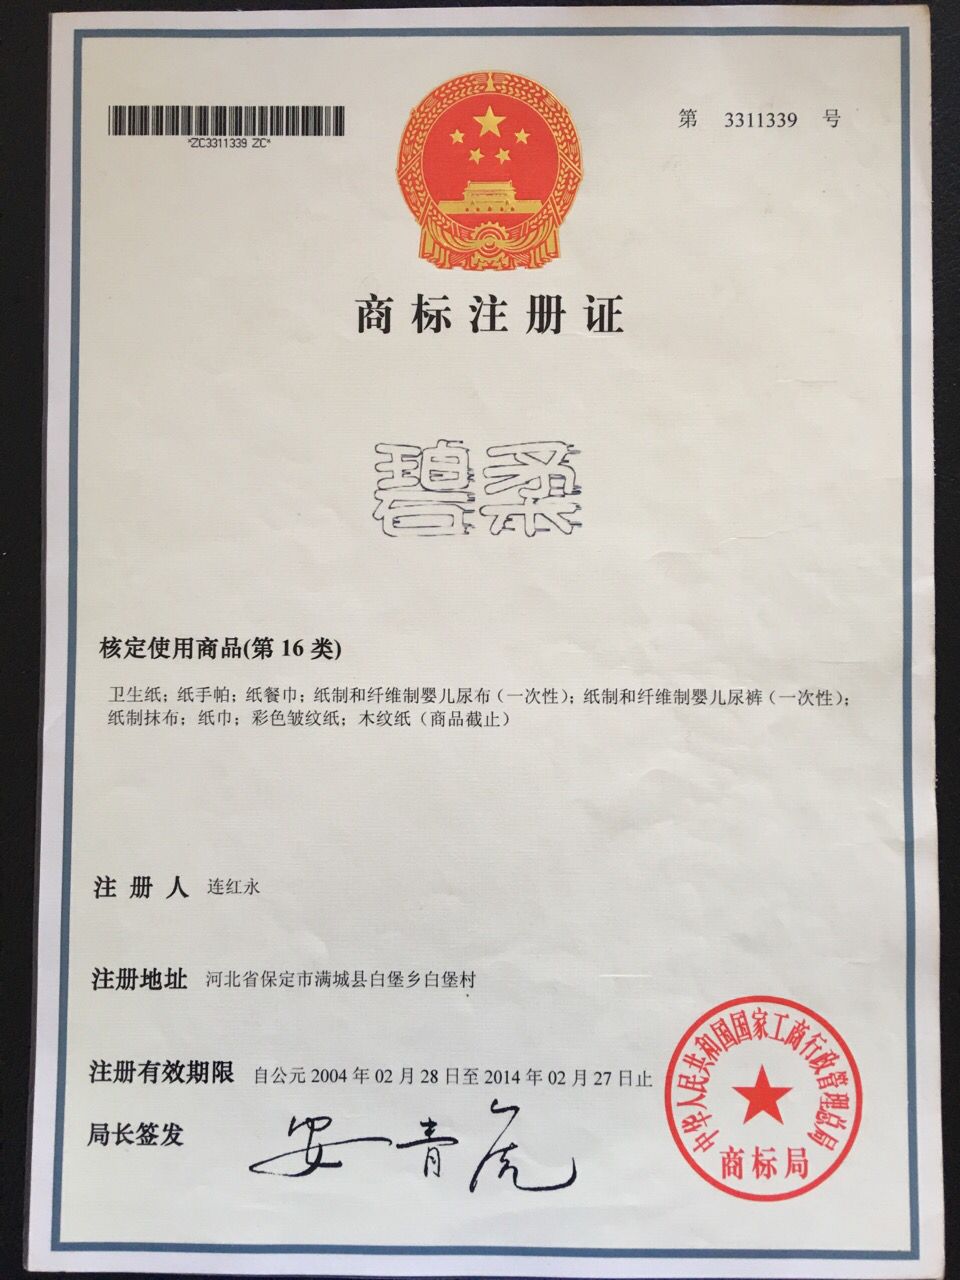 *ZC3311339 ZC*
第 3311339 号
商标注册证
碧柔
核定使用商品(第 16 类)
卫生纸；纸手帕；纸餐巾；纸制和纤维制婴儿尿布（一次性）；纸制和纤维制婴儿尿裤（一次性）；
纸制抹布；纸巾；彩色皱纹纸；木纹纸（商品截止）
注册人 连红永
注册地址 河北省保定市满城县白堡乡白堡村
注册有效期限 自公元 2004 年 02 月 28 日至 2014 年 02 月 27 日止
局长签发 安青虎
中华人民共和国国家工商行政管理总局
商标局